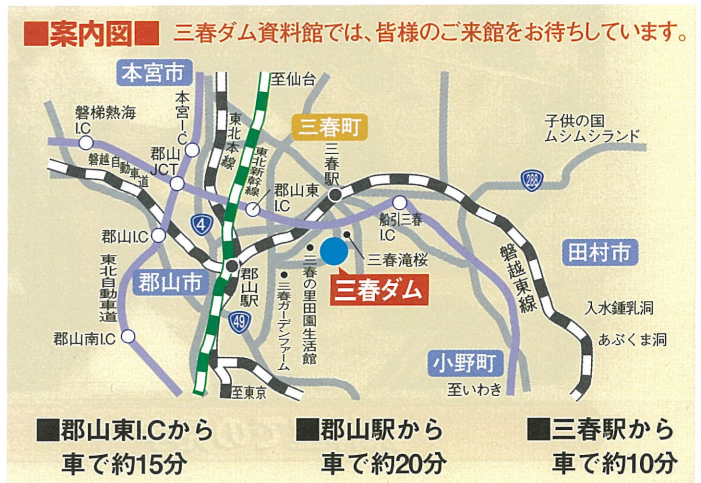 ■案内図■ 三春ダム資料館では、皆様のご来館をお待ちしています。
本宮市
至仙台
磐梯熱海
I.C
本宮I.C
東北本線
三春町
子供の国
ムシムシランド
磐越自動車道
郡山
JCT
東北新幹線
三春駅
288
郡山東
I.C
船引三春
I.C
4
郡山I.C
三春滝桜
磐越東線
田村市
東北自動車道
郡山市
郡山駅
三春の里田園生活館
三春ダム
三春ガーデンファーム
入水鍾乳洞
49
郡山南I.C
あぶくま洞
小野町
至東京
至いわき
■郡山東I.Cから
車で約15分
■郡山駅から
車で約20分
■三春駅から
車で約10分